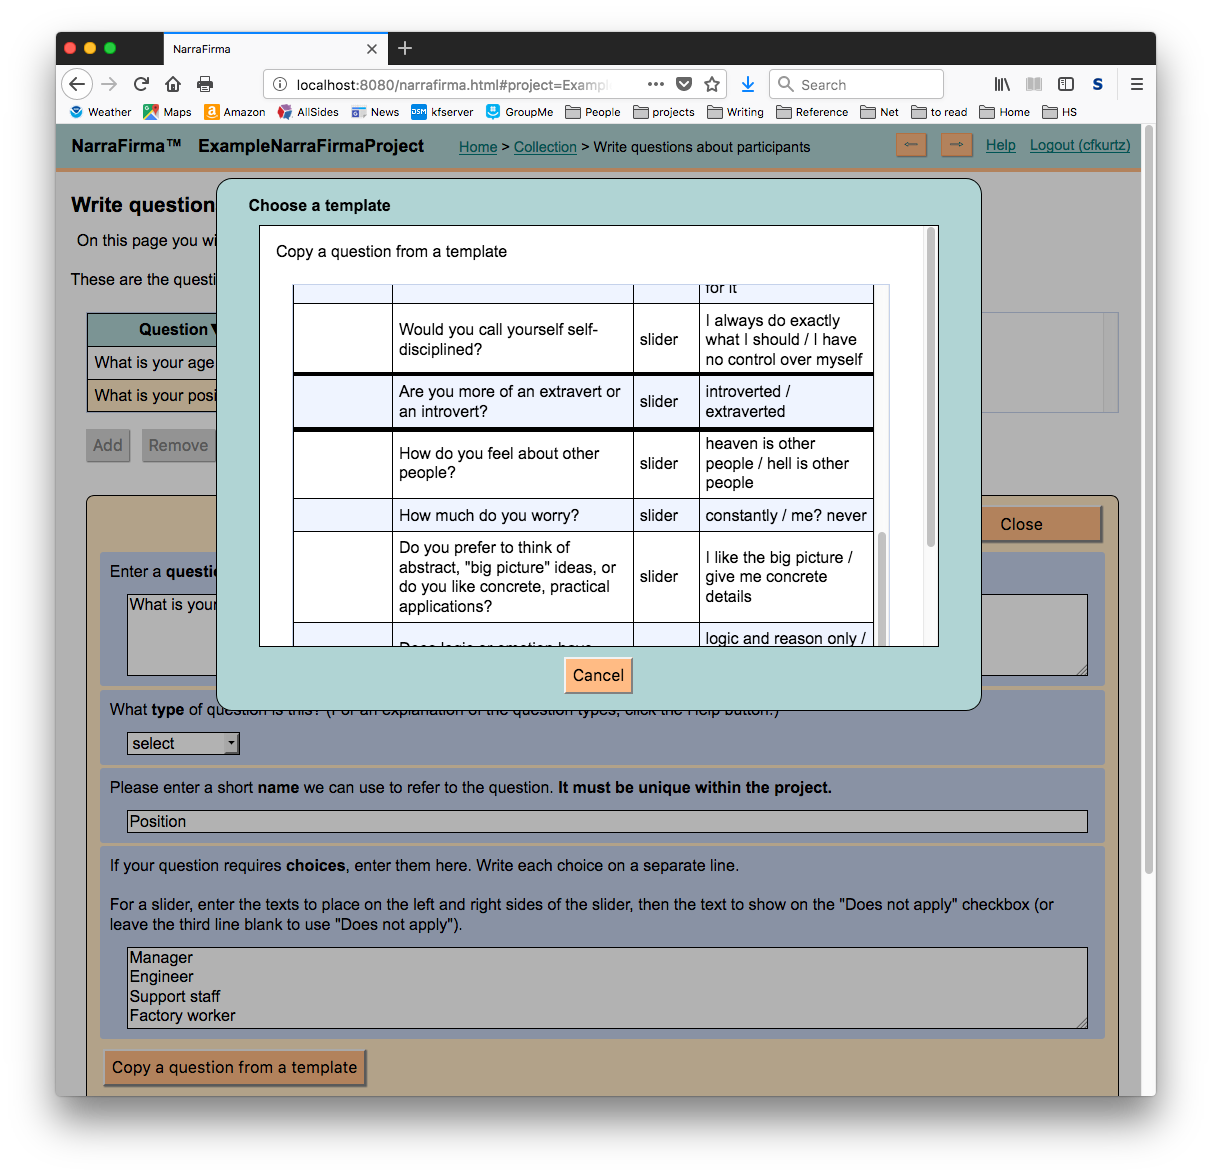 NarraFirma
localhost:8080/narrafirma.html#project=Exampl
Search
Weather Maps Amazon AllSides News kfserver GroupMe People projects Writing Reference Net to read Home HS
NarraFirma™ ExampleNarraFirmaProject Home > Collection > Write questions about participants Help Logout (cfkurtz)
Write question
Choose a template
On this page you wi
Copy a question from a template
These are the questi
for it
Question
Would you call yourself self-
disciplined?
slider
I always do exactly
what I should / I have
no control over myself
What is your age
What is your posi
Are you more of an extravert or
an introvert?
slider
introverted /
extraverted
Add Remove
How do you feel about other
people?
slider
heaven is other
people / hell is other
people
How much do you worry? slider constantly / me? never
Close
Do you prefer to think of
abstract, "big picture" ideas, or
do you like concrete, practical
applications?
slider
I like the big picture /
give me concrete
details
Enter a questio
What is your
Does logic or emotion have
logic and reason only /
Cancel
What type of question is this? (For an explanation of the question types, click the Help button.)
select
Please enter a short name we can use to refer to the question. It must be unique within the project.
Position
If your question requires choices, enter them here. Write each choice on a separate line.
For a slider, enter the texts to place on the left and right sides of the slider, then the text to show on the "Does not apply" checkbox (or
leave the third line blank to use "Does not apply").
Manager
Engineer
Support staff
Factory worker
Copy a question from a template